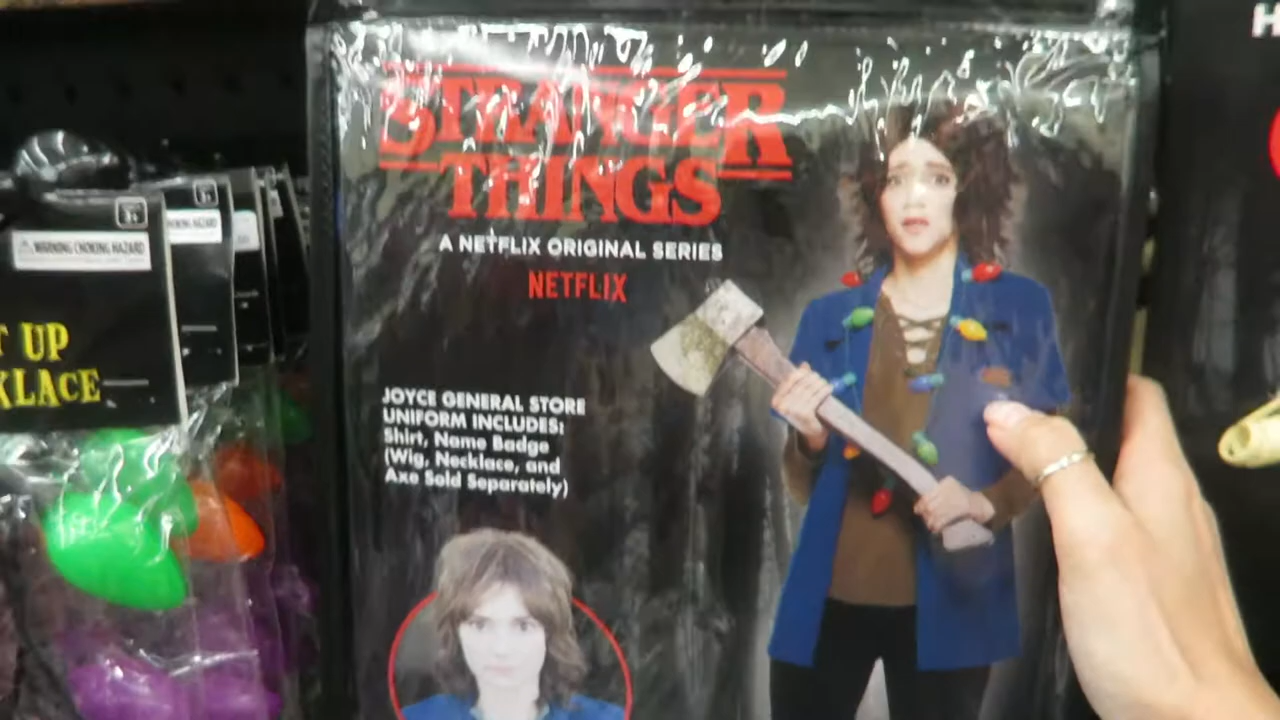 STRANGER
THINGS
A NETFLIX ORIGINAL SERIES
NETFLIX
JOYCE GENERAL STORE
UNIFORM INCLUDES:
Shirt, Name Badge
(Wig, Necklace, and
Axe Sold Separately)
WARNING CHOKING HAZARD
UP
H